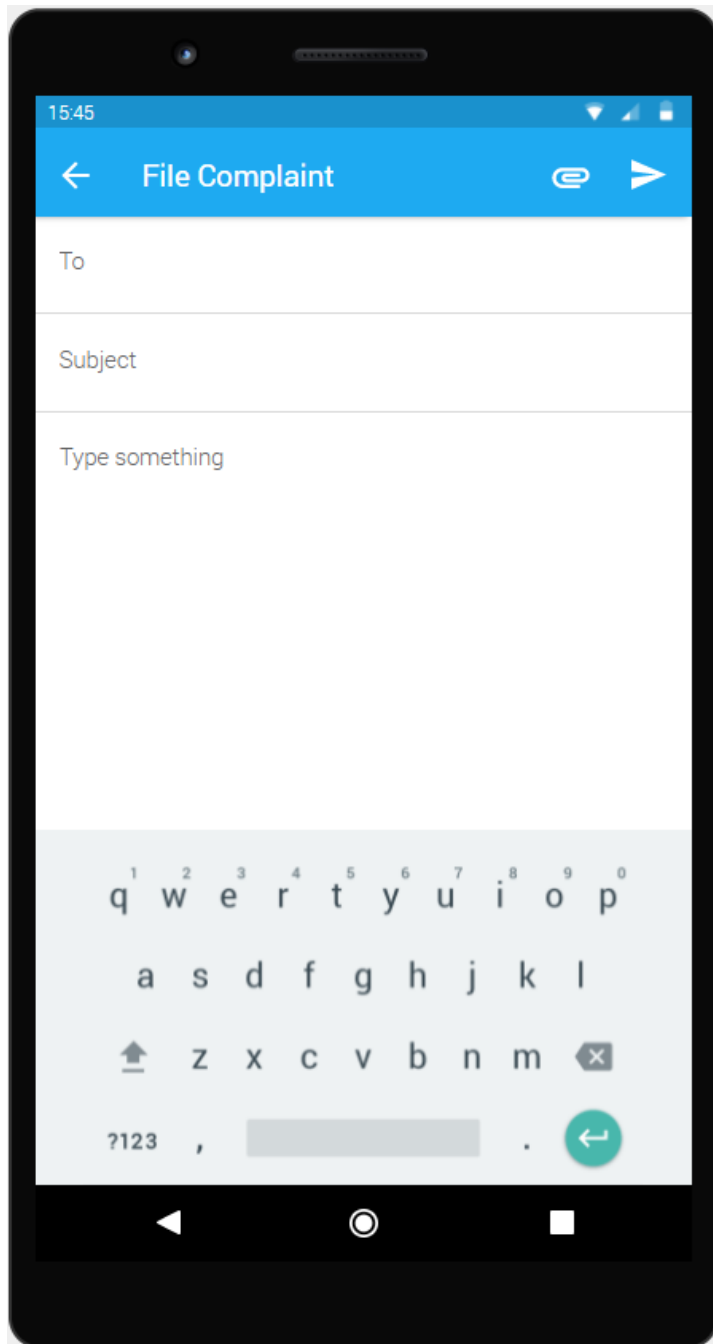 15:45
File Complaint
To
Subject
Type something
1 2 3 4 5 6 7 8 9 0
q w e r t y u i o p
a s d f g h j k l
z x c v b n m
?123 , .